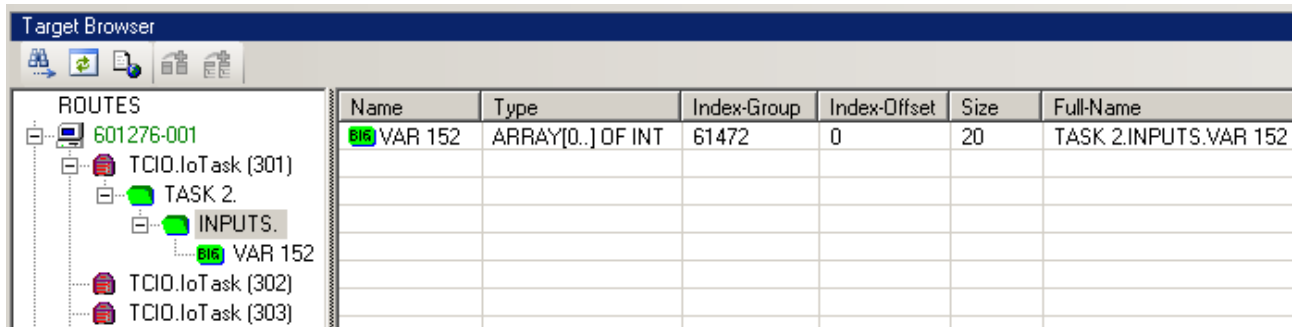 Target Browser
ROUTES
601276-001
TCIO.IoTask (301)
TASK 2.
INPUTS.
BIG VAR 152
TCIO.IoTask (302)
TCIO.IoTask (303)
Name Type Index-Group Index-Offset Size Full-Name
BIG VAR 152 ARRAY[0..] OF INT 61472 0 20 TASK 2.INPUTS.VAR 152